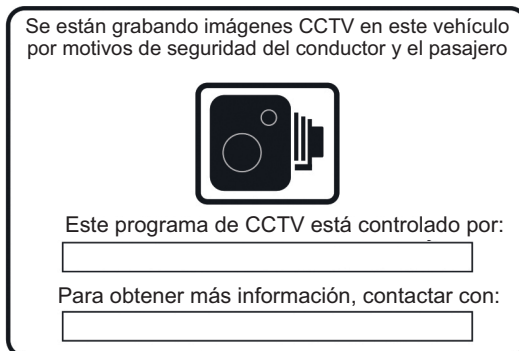 Se están grabando imágenes CCTV en este vehículo
por motivos de seguridad del conductor y el pasajero
Este programa de CCTV está controlado por:
Para obtener más información, contactar con: